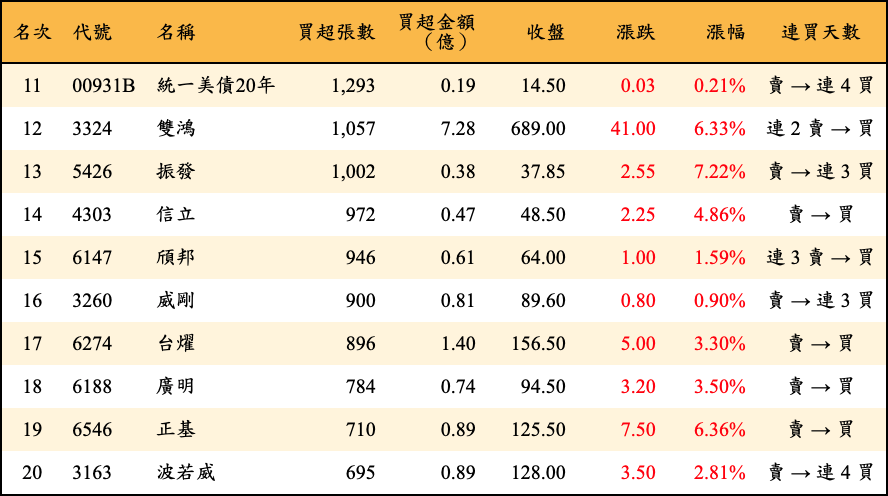 名次 代號 名稱 買超張數 買超金額（億） 收盤 漲跌 漲幅 連買天數
11 00931B 統一美債20年 1,293 0.19 14.50 0.03 0.21% 賣 → 連 4 買
12 3324 雙鴻 1,057 7.28 689.00 41.00 6.33% 連 2 賣 → 買
13 5426 振發 1,002 0.38 37.85 2.55 7.22% 賣 → 連 3 買
14 4303 信立 972 0.47 48.50 2.25 4.86% 賣 → 買
15 6147 頎邦 946 0.61 64.00 1.00 1.59% 連 3 賣 → 買
16 3260 威剛 900 0.81 89.60 0.80 0.90% 賣 → 連 3 買
17 6274 台燿 896 1.40 156.50 5.00 3.30% 賣 → 買
18 6188 廣明 784 0.74 94.50 3.20 3.50% 賣 → 買
19 6546 正基 710 0.89 125.50 7.50 6.36% 賣 → 買
20 3163 波若威 695 0.89 128.00 3.50 2.81% 賣 → 連 4 買